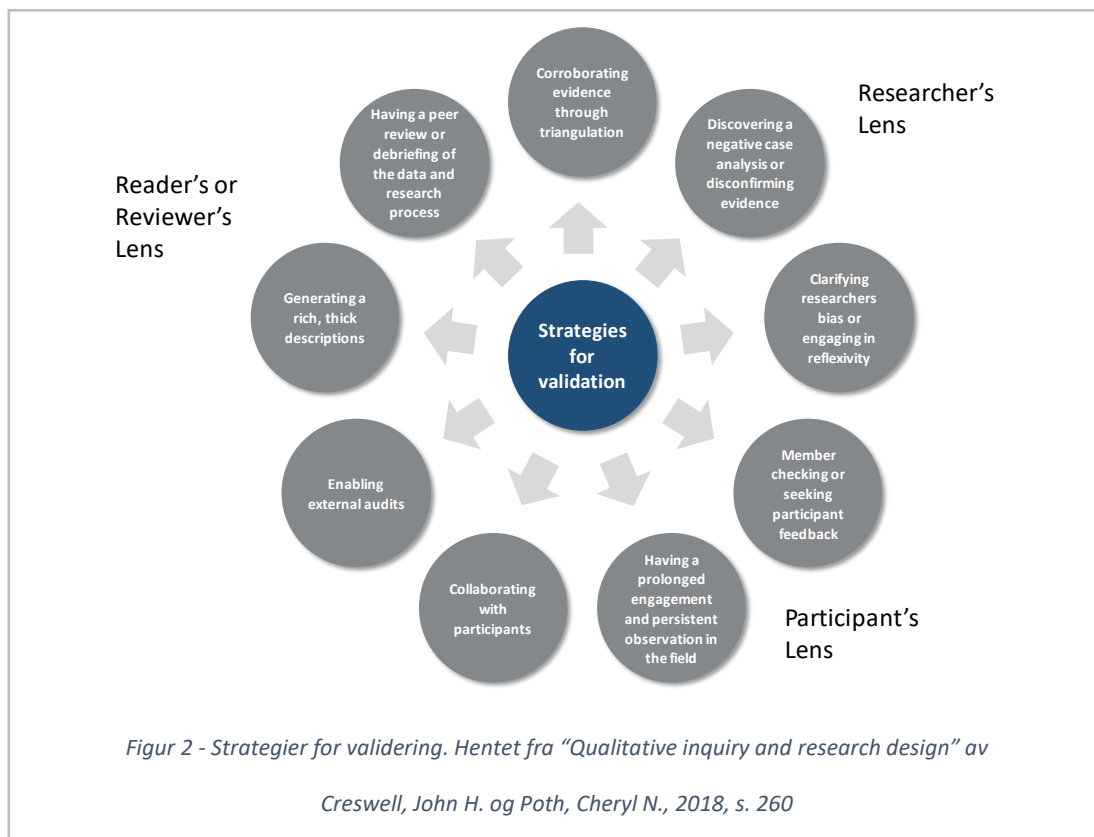 Corroborating
evidence
through
triangulation
Researcher’s
Lens
Discovering a
negative case
analysis or
disconfirming
evidence
Clarifying
researchers
bias or
engaging in
reflexivity
Member
checking or
seeking
participant
feedback
Having a
prolonged
engagement
and persistent
observation in
the field
Participant’s
Lens
Collaborating
with
participants
Enabling
external audits
Generating a
rich, thick
descriptions
Reader’s or
Reviewer’s
Lens
Having a peer
review or
debriefing of
the data and
research
process
Strategies
for
validation
Figur 2 - Strategier for validering. Hentet fra “Qualitative inquiry and research design” av
Creswell, John H. og Poth, Cheryl N., 2018, s. 260